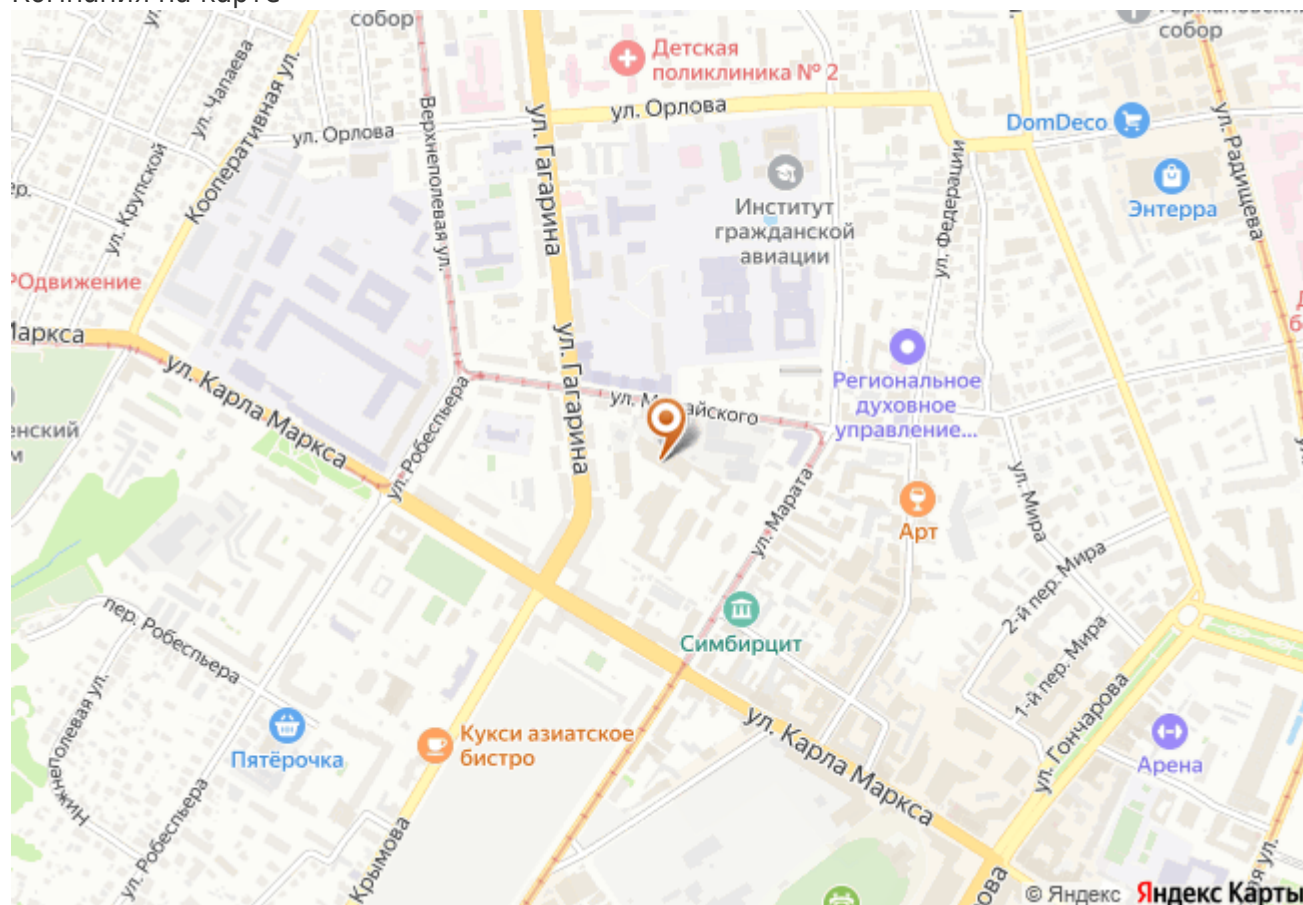 Компания на карте
собор
Детская
поликлиника № 2
собор
ул. Чапаева
Кооперативная ул.
ул. Орлова
ул. Орлова
Верхнеполевая ул.
ул. Гагарина
DomDeco
ул. Радищева
Энтерра
ул. Крупской
Институт
гражданской
авиации
ул. Федерации
ул. Гагарина
Региональное
духовное
управление...
ул. Карла Маркса
ул. Робеспьера
ул. Марата
ул. Мира
Арт
2-й пер. Мира
1-й пер. Мира
Симбирцит
пер. Робеспьера
Нижнеполевая ул.
Пятёрочка
Кукси азиатское
бистро
ул. Карла Маркса
ул. Гончарова
Арена
ул. Робеспьера
Крымова
© Яндекс Яндекс Карты